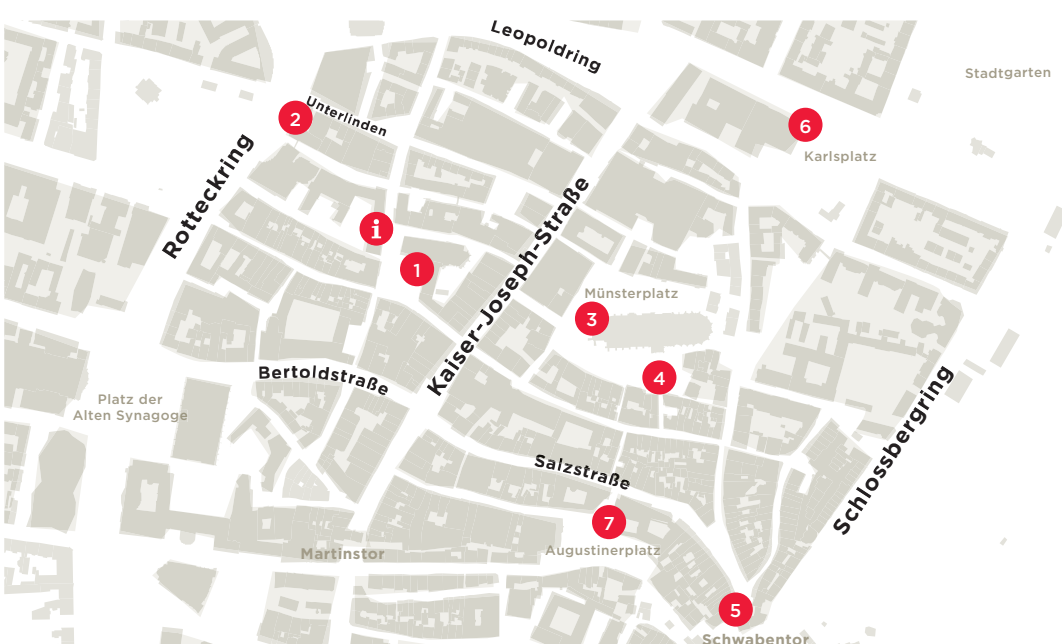 Leopoldring
Stadtgarten
Unterlinden
2
6
Karlsplatz
Rotteckring
i
1
Kaiser-Joseph-Straße
Münsterplatz
3
Bertoldstraße
4
Platz der
Alten Synagoge
Schlossbergring
Salzstraße
7
Augustinerplatz
Martinstor
5
Schwabentor